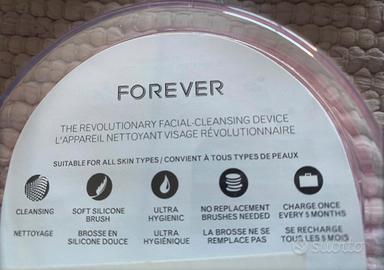 FOREVER
THE REVOLUTIONARY FACIAL-CLEANSING DEVICE
L'APPAREIL NETTOYANT VISAGE RÉVOLUTIONNAIRE
SUITABLE FOR ALL SKIN TYPES / CONVIENT À TOUS TYPES DE PEAUX
CLEANSING
SOFT SILICONE
BRUSH
ULTRA
HYGIENIC
NO REPLACEMENT
BRUSHES NEEDED
CHARGE ONCE
EVERY 5 MONTHS
NETTOYAGE
BROSSE EN
SILICONE DOUCE
ULTRA
HYGIÉNIQUE
LA BROSSE NE SE
REMPLACE PAS
SE RECHARGE
TOUS LES 5 MOIS
subito